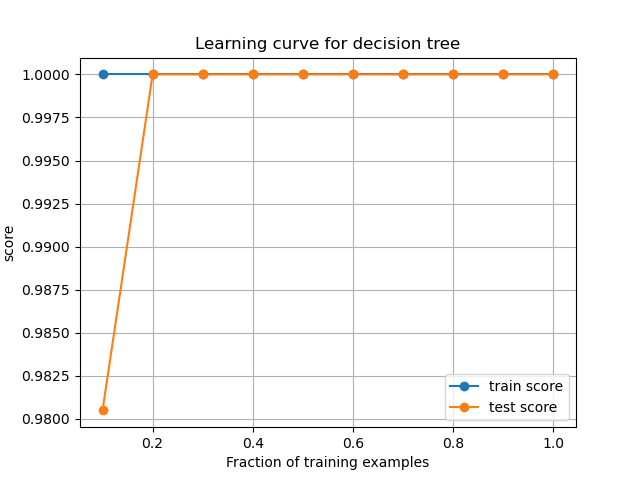 Learning curve for decision tree
1.0000
0.9975
0.9950
0.9925
0.9900
0.9875
0.9850
0.9825
0.9800
score
train score
test score
0.2 0.4 0.6 0.8 1.0
Fraction of training examples